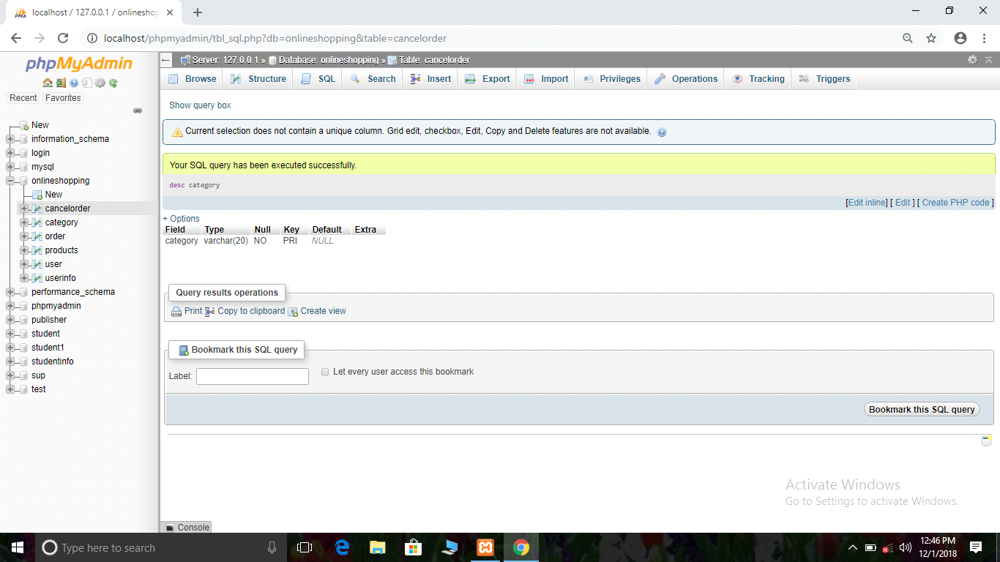 localhost / 127.0.0.1 / onlineshop
localhost/phpmyadmin/tbl_sql.php?db=onlineshopping&table=cancelorder
phpMyAdmin
Recent Favorites
New
information_schema
login
mysql
onlineshopping
New
cancelorder
category
order
products
user
userinfo
performance_schema
phpmyadmin
publisher
student
student1
studentinfo
sup
test
Server: 127.0.0.1 » Database: onlineshopping » Table: cancelorder
Browse Structure SQL Search Insert Export Import Privileges Operations Tracking Triggers
Show query box
Current selection does not contain a unique column. Grid edit, checkbox, Edit, Copy and Delete features are not available.
Your SQL query has been executed successfully.
desc category
[Edit inline] [ Edit ] [ Create PHP code ]
+ Options
Field Type Null Key Default Extra
category varchar(20) NO PRI NULL
Query results operations
Print Copy to clipboard Create view
Bookmark this SQL query
Label: Let every user access this bookmark
Bookmark this SQL query
Activate Windows
Go to Settings to activate Windows.
Console
Type here to search
12:46 PM
12/1/2018